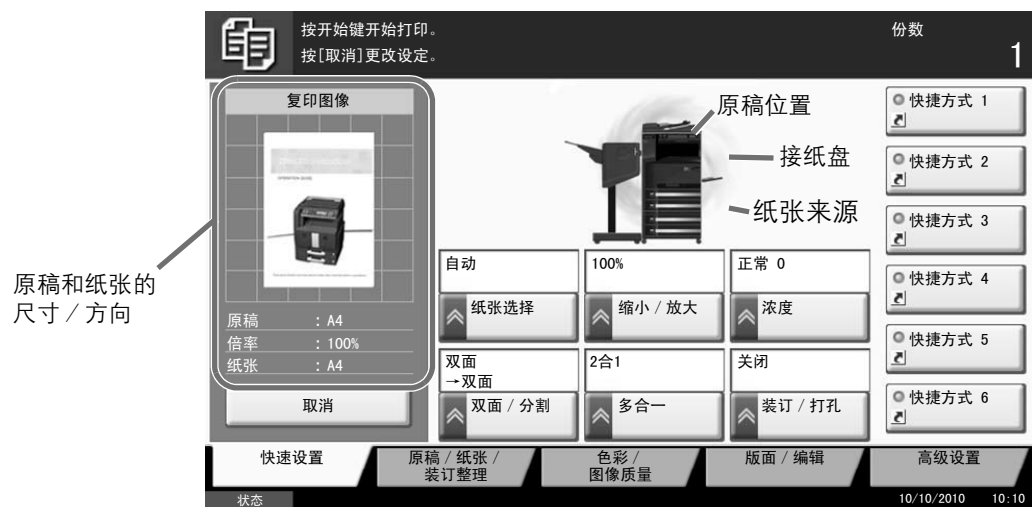 按开始键开始打印。
按[取消]更改设定。
份数
1
复印图像
OPERATION GUIDE
原稿 : A4
倍率 : 100%
纸张 : A4
取消
原稿和纸张的
尺寸／方向
原稿位置
接纸盘
纸张来源
自动
纸张选择
100%
缩小 / 放大
正常 0
浓度
双面
→双面
双面 / 分割
2合1
多合一
关闭
装订 / 打孔
快捷方式 1
快捷方式 2
快捷方式 3
快捷方式 4
快捷方式 5
快捷方式 6
快速设置
原稿 / 纸张 /
装订整理
色彩 /
图像质量
版面 / 编辑
高级设置
状态
10/10/2010 10:10